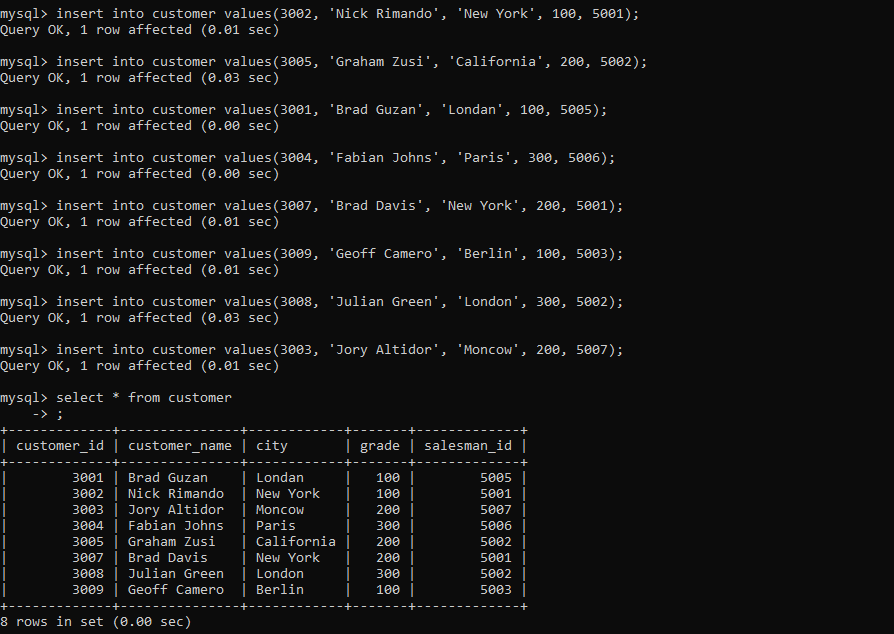 mysql> insert into customer values(3002, 'Nick Rimando', 'New York', 100, 5001);
Query OK, 1 row affected (0.01 sec)
mysql> insert into customer values(3005, 'Graham Zusi', 'California', 200, 5002);
Query OK, 1 row affected (0.03 sec)
mysql> insert into customer values(3001, 'Brad Guzan', 'Londan', 100, 5005);
Query OK, 1 row affected (0.00 sec)
mysql> insert into customer values(3004, 'Fabian Johns', 'Paris', 300, 5006);
Query OK, 1 row affected (0.00 sec)
mysql> insert into customer values(3007, 'Brad Davis', 'New York', 200, 5001);
Query OK, 1 row affected (0.01 sec)
mysql> insert into customer values(3009, 'Geoff Camero', 'Berlin', 100, 5003);
Query OK, 1 row affected (0.01 sec)
mysql> insert into customer values(3008, 'Julian Green', 'London', 300, 5002);
Query OK, 1 row affected (0.03 sec)
mysql> insert into customer values(3003, 'Jory Altidor', 'Moncow', 200, 5007);
Query OK, 1 row affected (0.01 sec)
mysql> select * from customer
    -> ;
+-------------+---------------+------------+-------+-------------+
| customer_id | customer_name | city       | grade | salesman_id |
+-------------+---------------+------------+-------+-------------+
|        3001 | Brad Guzan    | Londan     |   100 |        5005 |
|        3002 | Nick Rimando  | New York   |   100 |        5001 |
|        3003 | Jory Altidor  | Moncow     |   200 |        5007 |
|        3004 | Fabian Johns  | Paris      |   300 |        5006 |
|        3005 | Graham Zusi   | California |   200 |        5002 |
|        3007 | Brad Davis    | New York   |   200 |        5001 |
|        3008 | Julian Green  | London     |   300 |        5002 |
|        3009 | Geoff Camero  | Berlin     |   100 |        5003 |
+-------------+---------------+------------+-------+-------------+
8 rows in set (0.00 sec)